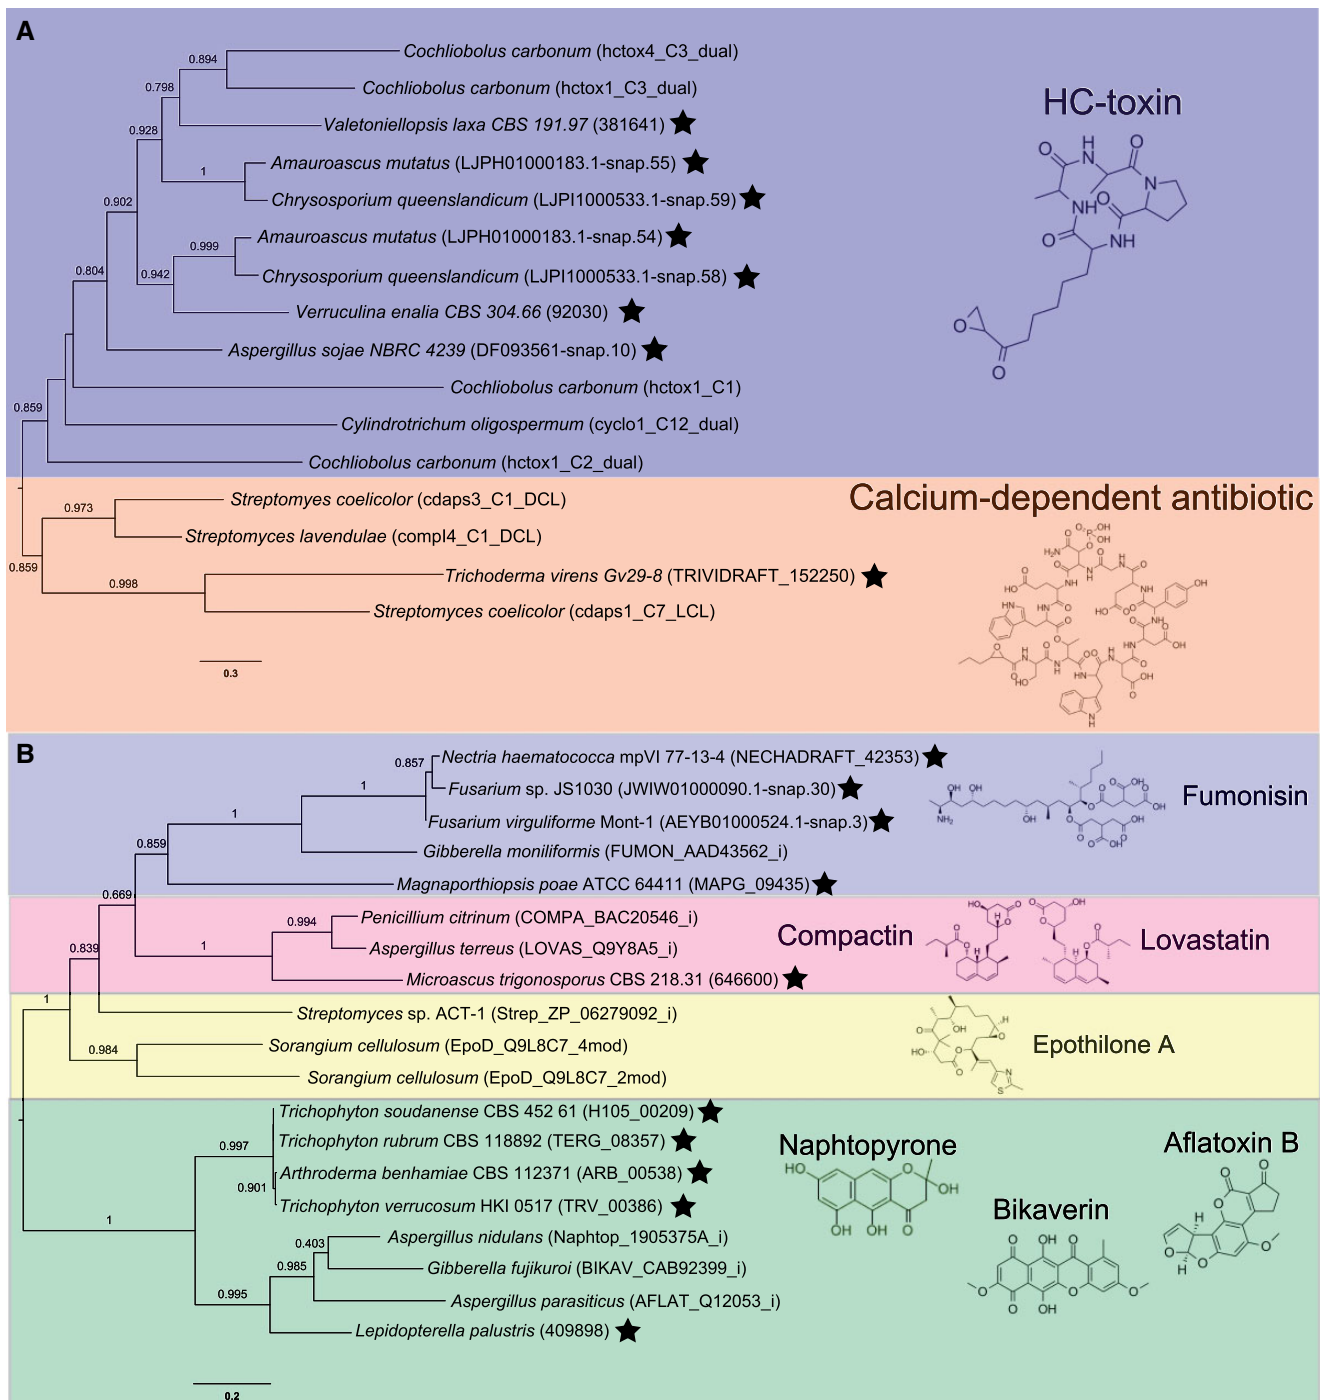 A
0.894
Cochliobolus carbonum (hctox4_C3_dual)
0.798
Cochliobolus carbonum (hctox1_C3_dual)
HC-toxin
0.928
Valetoniellopsis laxa CBS 191.97 (381641)
1
Amauroascus mutatus (LJPH01000183.1-snap.55)
0.902
Chrysosporium queenslandicum (LJPI1000533.1-snap.59)
0.999
Amauroascus mutatus (LJPH01000183.1-snap.54)
0.804
0.942
Chrysosporium queenslandicum (LJPI1000533.1-snap.58)
Verruculina enalia CBS 304.66 (92030)
Aspergillus sojae NBRC 4239 (DF093561-snap.10)
Cochliobolus carbonum (hctox1_C1)
0.859
Cylindrotrichum oligospermum (cyclo1_C12_dual)
Cochliobolus carbonum (hctox1_C2_dual)
Calcium-dependent antibiotic
Streptomyes coelicolor (cdaps3_C1_DCL)
0.973
Streptomyces lavendulae (compl4_C1_DCL)
0.859
0.998
Trichoderma virens Gv29-8 (TRIVIDRAFT_152250)
Streptomyces coelicolor (cdaps1_C7_LCL)
0.3
B
Nectria haematococca mpVI 77-13-4 (NECHADRAFT_42353)
0.857
1
Fusarium sp. JS1030 (JWIW01000090.1-snap.30)
Fumonisin
1
Fusarium virguliforme Mont-1 (AEYB01000524.1-snap.3)
0.859
Gibberella moniliformis (FUMON_AAD43562_i)
Magnaporthiopsis poae ATCC 64411 (MAPG_09435)
0.669
0.994
Penicillium citrinum (COMPA_BAC20546_i)
Compactin
Lovastatin
0.839
1
Aspergillus terreus (LOVAS_Q9Y8A5_i)
Microascus trigonosporus CBS 218.31 (646600)
1
Streptomyces sp. ACT-1 (Strep_ZP_06279092_i)
0.984
Sorangium cellulosum (EpoD_Q9L8C7_4mod)
Epothilone A
Sorangium cellulosum (EpoD_Q9L8C7_2mod)
Trichophyton soudanense CBS 452 61 (H105_00209)
0.997
Trichophyton rubrum CBS 118892 (TERG_08357)
Naphtopyrone
Aflatoxin B
0.901
Arthroderma benhamiae CBS 112371 (ARB_00538)
Trichophyton verrucosum HKI 0517 (TRV_00386)
Bikaverin
1
0.403
Aspergillus nidulans (Naphtop_1905375A_i)
0.985
Gibberella fujikuroi (BIKAV_CAB92399_i)
0.995
Aspergillus parasiticus (AFLAT_Q12053_i)
Lepidopterella palustris (409898)
0.2